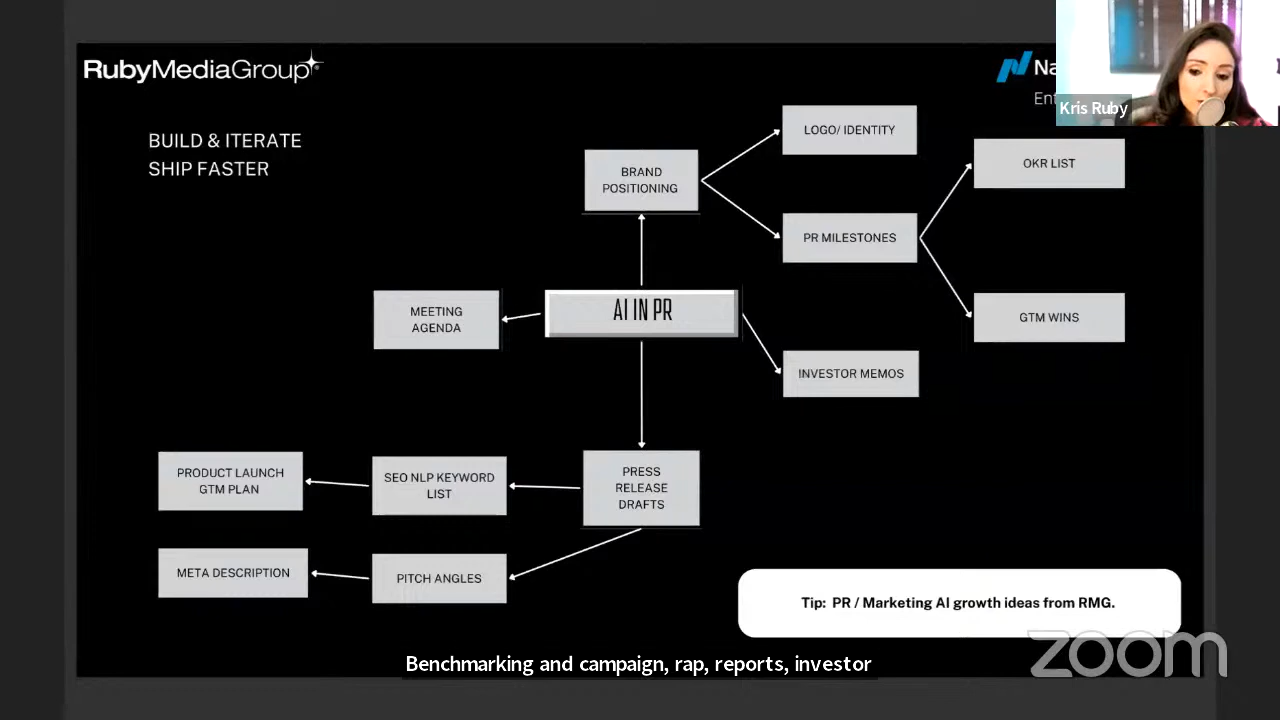 RubyMediaGroup
Na
En
Kris Ruby
BUILD & ITERATE
SHIP FASTER
LOGO/ IDENTITY
BRAND
POSITIONING
OKR LIST
PR MILESTONES
MEETING
AGENDA
AI IN PR
GTM WINS
INVESTOR MEMOS
PRODUCT LAUNCH
GTM PLAN
SEO NLP KEYWORD
LIST
PRESS
RELEASE
DRAFTS
META DESCRIPTION
PITCH ANGLES
Tip: PR / Marketing AI growth ideas from RMG.
zoom
Benchmarking and campaign, rap, reports, investor